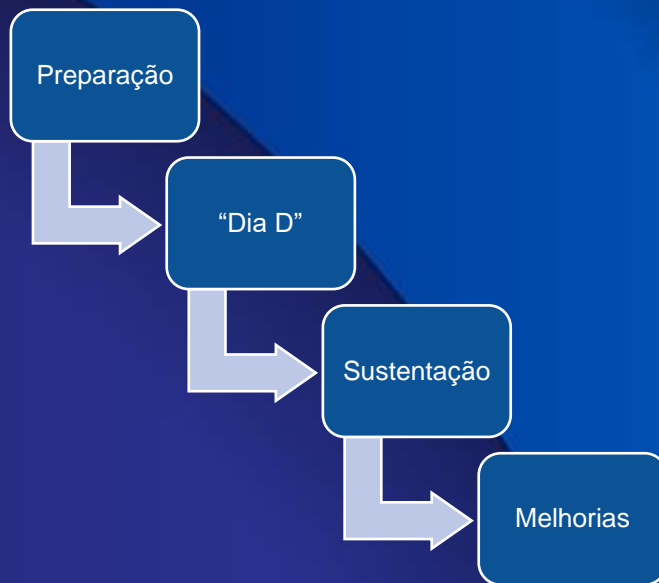 Preparação
“Dia D”
Sustentação
Melhorias